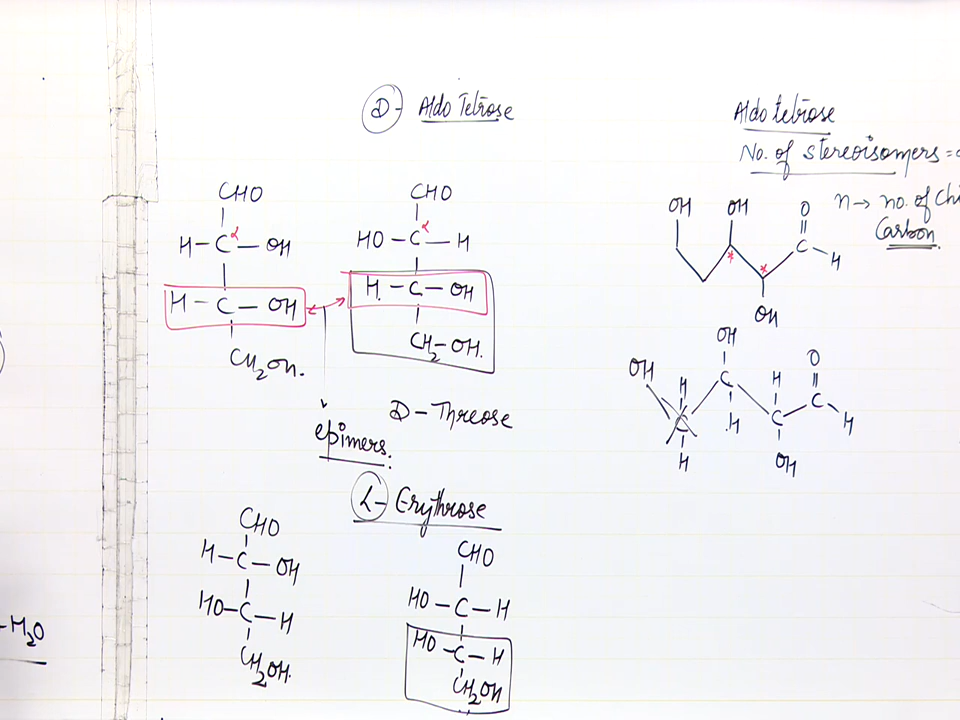 D- Aldo Tetrose
CHO
H-C α-OH
H-C-OH
CH2OH.
CHO
α
HO-C-H
H.-C-OH
CH2-OH.
D-Threose
epimers:
L- Erythrose
CHO
H-C-OH
HO-C-H
CH2OH.
CHO
HO-C-H
HO-C-H
CH2OH
-H2O
Aldo tetrose
No. of stereoisomers =
n→ no. of Chi
Carbon.
OH OH O
* * C H
OH
OH O
OH H C H C H
C .H C
H OH